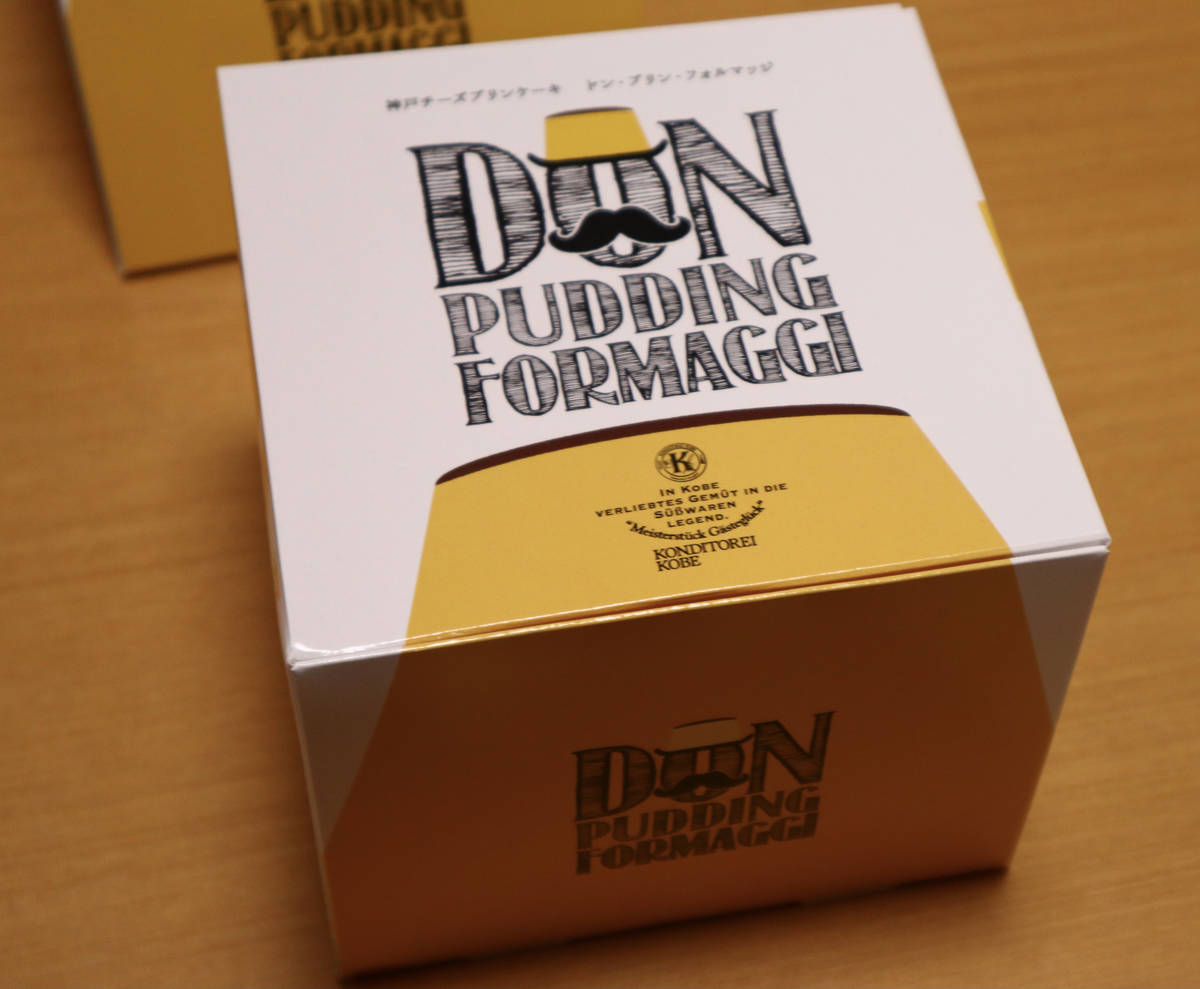 PUDDING
FORMAGGI
神戸チーズプリンケーキ ドン・プリン・フォルマッジ
DON
PUDDING
FORMAGGI
K
IN KOBE
VERLIEBTES GEMÜT IN DIE
SÜßWAREN
LEGEND.
"Meisterstück Gästeglück"
KONDITOREI
KOBE
DON
PUDDING
FORMAGGI